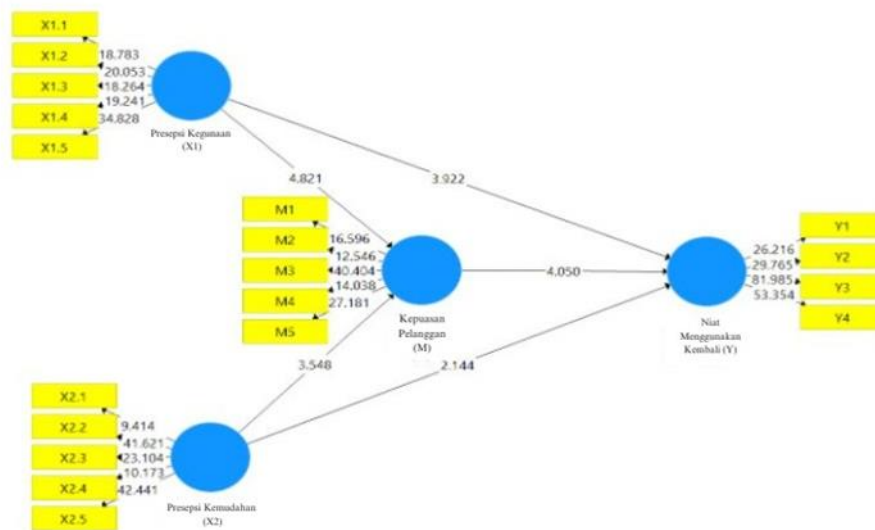 X1.1
X1.2
X1.3
X1.4
X1.5
18.783
20.053
18.264
19.241
34.828
Presepsi Kegunaan
(X1)
4.821
3.922
M1
M2
M3
M4
M5
16.596
12.546
40.404
14.038
27.181
Kepuasan
Pelanggan
(M)
4.050
Y1
Y2
Y3
Y4
26.216
29.765
81.985
53.354
Niat
Menggunakan
Kembali (Y)
3.548
2.144
X2.1
X2.2
X2.3
X2.4
X2.5
9.414
41.621
23.104
10.173
42.441
Presepsi Kemudahan
(X2)